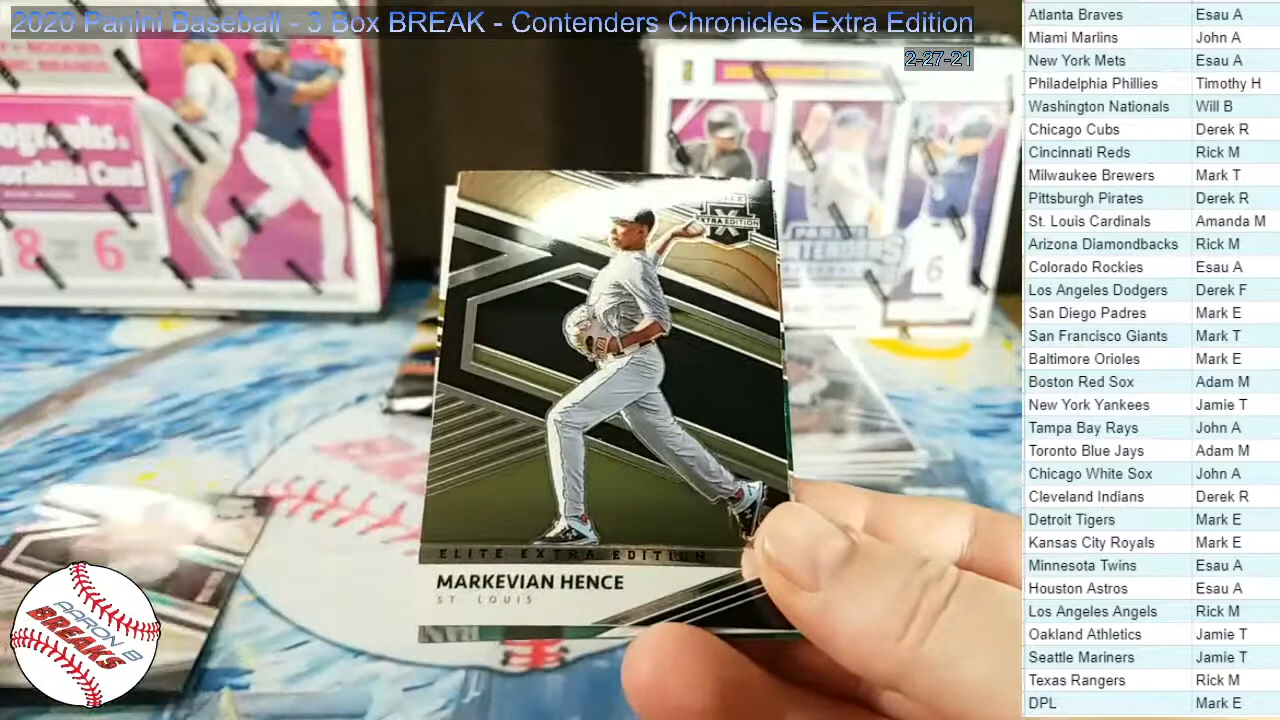 2020 Panini Baseball - 3 Box BREAK - Contenders Chronicles Extra Edition
2-27-21
Atlanta Braves Esau A
Miami Marlins John A
New York Mets Esau A
Philadelphia Phillies Timothy H
Washington Nationals Will B
Chicago Cubs Derek R
Cincinnati Reds Rick M
Milwaukee Brewers Mark T
Pittsburgh Pirates Derek R
St. Louis Cardinals Amanda M
Arizona Diamondbacks Rick M
Colorado Rockies Esau A
Los Angeles Dodgers Derek F
San Diego Padres Mark E
San Francisco Giants Mark T
Baltimore Orioles Mark E
Boston Red Sox Adam M
New York Yankees Jamie T
Tampa Bay Rays John A
Toronto Blue Jays Adam M
Chicago White Sox John A
Cleveland Indians Derek R
Detroit Tigers Mark E
Kansas City Royals Mark E
Minnesota Twins Esau A
Houston Astros Esau A
Los Angeles Angels Rick M
Oakland Athletics Jamie T
Seattle Mariners Jamie T
Texas Rangers Rick M
DPL Mark E
8 6
PANINI
CONTENDERS
6
EXTRA EDITION
ELITE EXTRA EDITION
MARKEVIAN HENCE
ST. LOUIS
AARON B
BREAKS